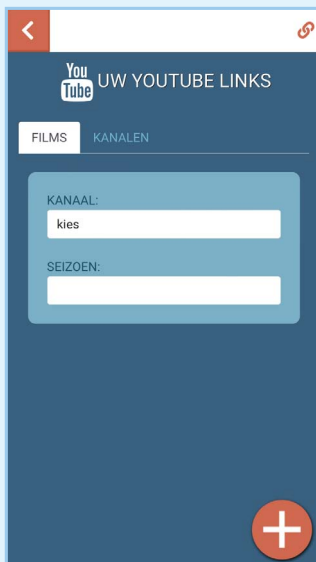 You
Tube UW YOUTUBE LINKS
FILMS KANALEN
KANAAL:
kies
SEIZOEN: